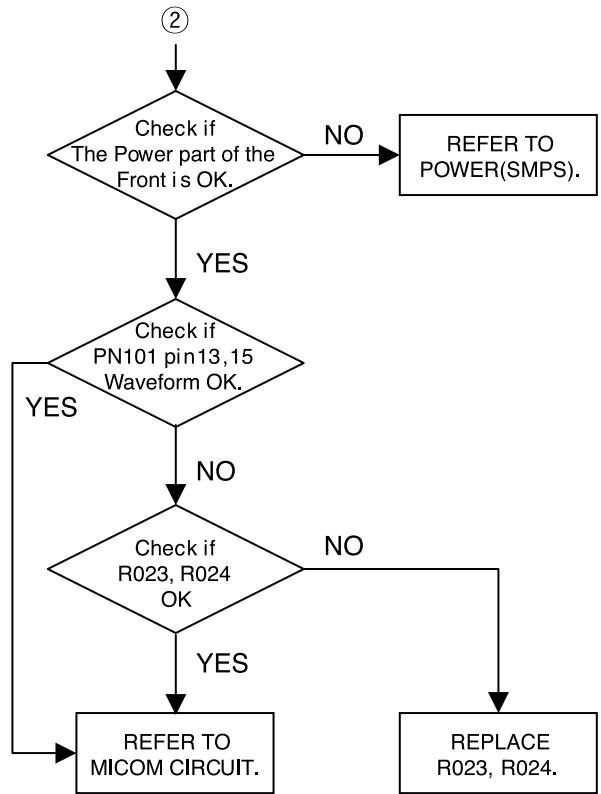 ②
Check if
The Power part of the
Front is OK.
NO
REFER TO
POWER(SMPS).
YES
Check if
PN101 pin13,15
Waveform OK.
YES
NO
Check if
R023, R024
OK
NO
YES
REFER TO
MICOM CIRCUIT.
REPLACE
R023, R024.